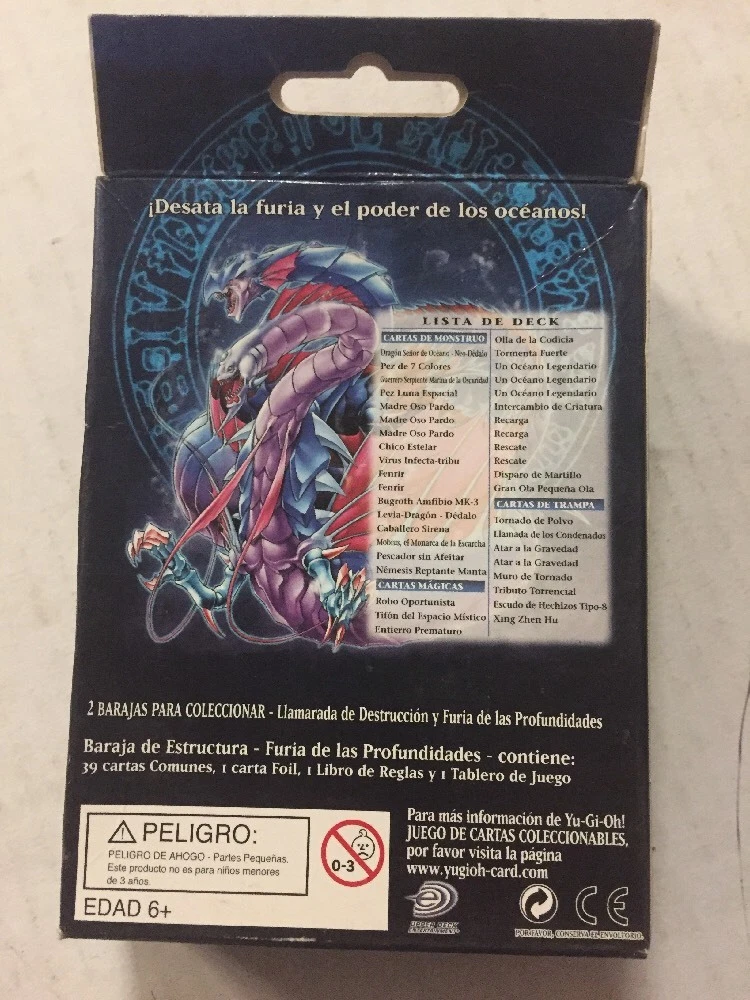 ¡Desata la furia y el poder de los océanos!
LISTA DE DECK
CARTAS DE MONSTRUO
Dragón Señor de Océano - Neo-Dédalo
Pez de 7 Colores
Guerrero Serpiente Marina de la Oscuridad
Pez Luna Espacial
Madre Oso Pardo
Madre Oso Pardo
Madre Oso Pardo
Chico Estelar
Virus Infecta-tribu
Fenrir
Fenrir
Bugroth Amfibio MK-3
Levia-Dragón - Dédalo
Caballero Sirena
Mobius, el Monarca de la Escarcha
Pescador sin Afeitar
Némesis Reptante Manta
CARTAS MÁGICAS
Robo Oportunista
Tifón del Espacio Místico
Entierro Prematuro
Olla de la Codicia
Tormenta Fuerte
Un Océano Legendario
Un Océano Legendario
Un Océano Legendario
Intercambio de Criatura
Recarga
Recarga
Rescate
Rescate
Disparo de Martillo
Gran Ola Pequeña Ola
CARTAS DE TRAMPA
Tornado de Polvo
Llamada de los Condenados
Atar a la Gravedad
Atar a la Gravedad
Muro de Tornado
Tributo Torrencial
Escudo de Hechizos Tipo-8
Xing Zhen Hu
2 BARAJAS PARA COLECCIONAR - Llamarada de Destrucción y Furia de las Profundidades
Baraja de Estructura - Furia de las Profundidades - contiene:
39 cartas Comunes, 1 carta Foil, 1 Libro de Reglas y 1 Tablero de Juego
PELIGRO:
PELIGRO DE AHOGO - Partes Pequeñas.
Este producto no es para niños menores
de 3 años.
EDAD 6+
0-3
Para más información de Yu-Gi-Oh!
JUEGO DE CARTAS COLECCIONABLES,
por favor visita la página
www.yugioh-card.com
UPPER DECK
ENTERTAINMENT
CE
POR FAVOR, CONSERVA EL ENVOLTORIO.